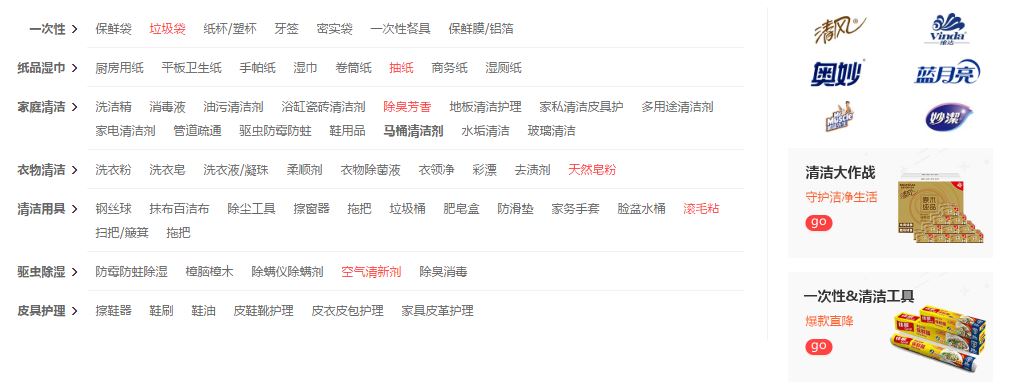 一次性 保鲜袋 垃圾袋 纸杯/塑杯 牙签 密实袋 一次性餐具 保鲜膜/铝箔
纸品湿巾 厨房用纸 平板卫生纸 手帕纸 湿巾 卷筒纸 抽纸 商务纸 湿厕纸
家庭清洁 洗洁精 消毒液 油污清洁剂 浴缸瓷砖清洁剂 除臭芳香 地板清洁护理 家私清洁皮具护 多用途清洁剂
家电清洁剂 管道疏通 驱虫防霉防蛀 鞋用品 马桶清洁剂 水垢清洁 玻璃清洁
衣物清洁 洗衣粉 洗衣皂 洗衣液/凝珠 柔顺剂 衣物除菌液 衣领净 彩漂 去渍剂 天然皂粉
清洁用具 钢丝球 抹布百洁布 除尘工具 擦窗器 拖把 垃圾桶 肥皂盒 防滑垫 家务手套 脸盆水桶 滚毛粘
扫把/簸箕 拖把
驱虫除湿 防霉防蛀除湿 樟脑樟木 除螨仪除螨剂 空气清新剂 除臭消毒
皮具护理 擦鞋器 鞋刷 鞋油 皮鞋靴护理 皮衣皮包护理 家具皮革护理
清风 Vinda 维达
奥妙 蓝月亮
Mr Muscle 妙潔
清洁大作战
守护洁净生活
go
一次性&清洁工具
爆款直降
go